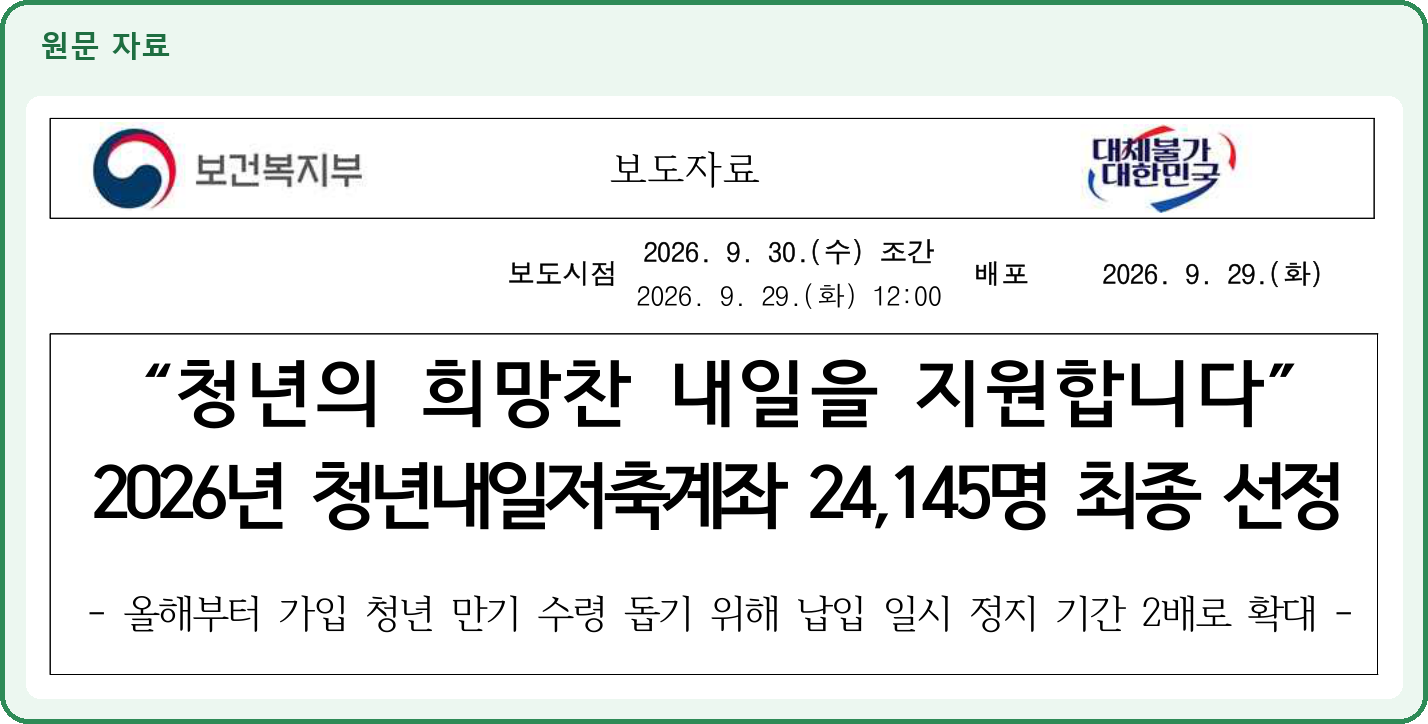 원문 자료
보건복지부
보도자료
대체불가
대한민국
보도시점
2026. 9. 30.(수) 조간
2026. 9. 29.(화) 12:00
배포
2026. 9. 29.(화)
“청년의 희망찬 내일을 지원합니다”
2026년 청년내일저축계좌 24,145명 최종 선정
- 올해부터 가입 청년 만기 수령 돕기 위해 납입 일시 정지 기간 2배로 확대 -